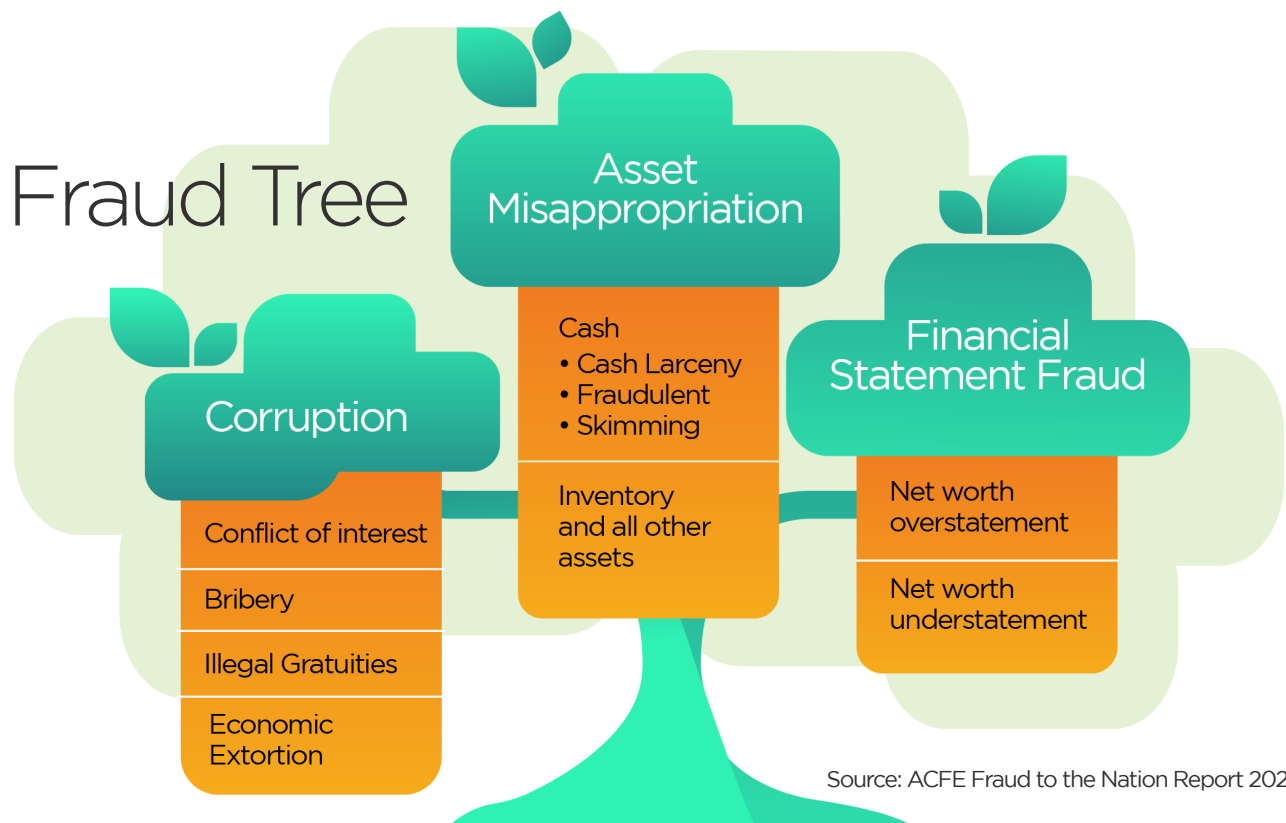 Fraud Tree
Asset
Misappropriation
Cash
• Cash Larceny
• Fraudulent
• Skimming
Inventory
and all other
assets
Corruption
Conflict of interest
Bribery
Illegal Gratuities
Economic
Extortion
Financial
Statement Fraud
Net worth
overstatement
Net worth
understatement
Source: ACFE Fraud to the Nation Report